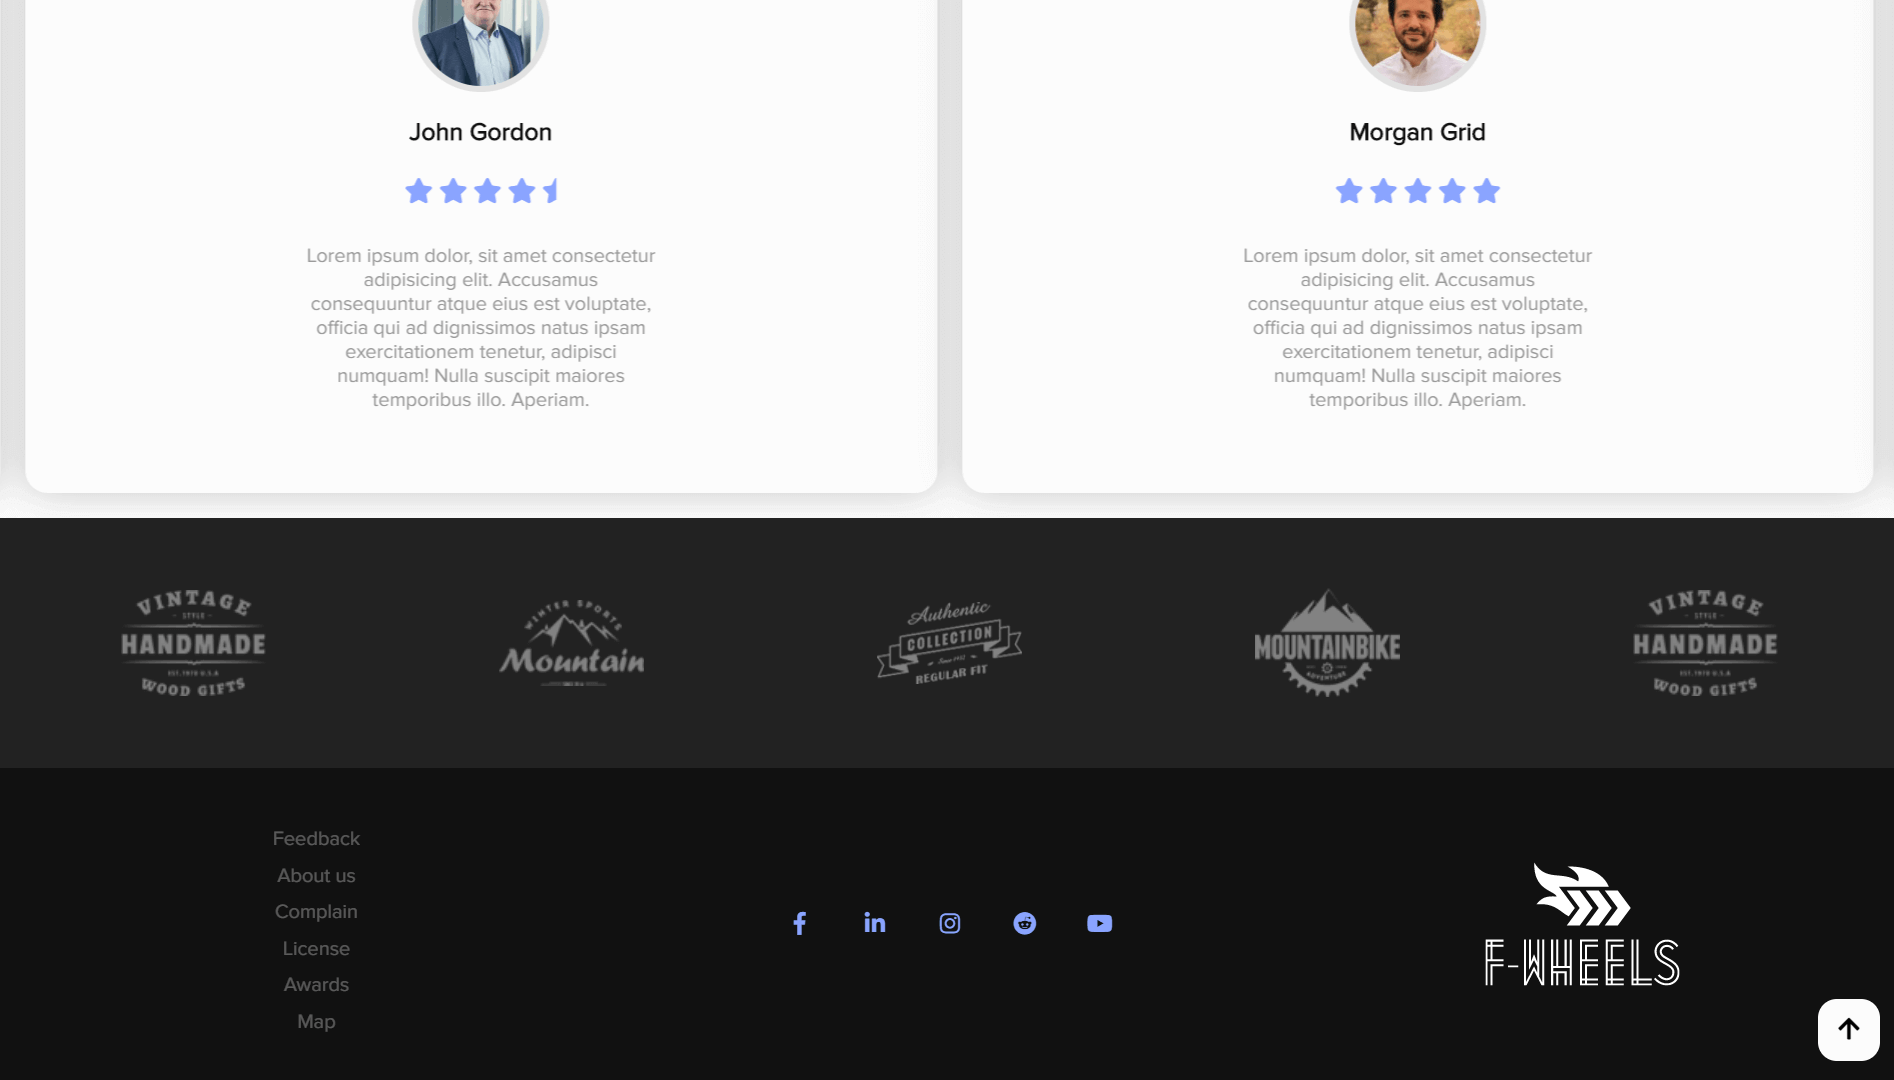 John Gordon
Lorem ipsum dolor, sit amet consectetur
adipisicing elit. Accusamus
consequuntur atque eius est voluptate,
officia qui ad dignissimos natus ipsam
exercitationem tenetur, adipisci
numquam! Nulla suscipit maiores
temporibus illo. Aperiam.
Morgan Grid
Lorem ipsum dolor, sit amet consectetur
adipisicing elit. Accusamus
consequuntur atque eius est voluptate,
officia qui ad dignissimos natus ipsam
exercitationem tenetur, adipisci
numquam! Nulla suscipit maiores
temporibus illo. Aperiam.
VINTAGE
STYLE
HANDMADE
EST.1979 U.S.A
WOOD GIFTS
WINTER SPORTS
Mountain
Authentic
COLLECTION
REGULAR FIT
MOUNTAINBIKE
ADVENTURE
VINTAGE
STYLE
HANDMADE
EST.1979 U.S.A
WOOD GIFTS
Feedback
About us
Complain
License
Awards
Map
F-WHEELS